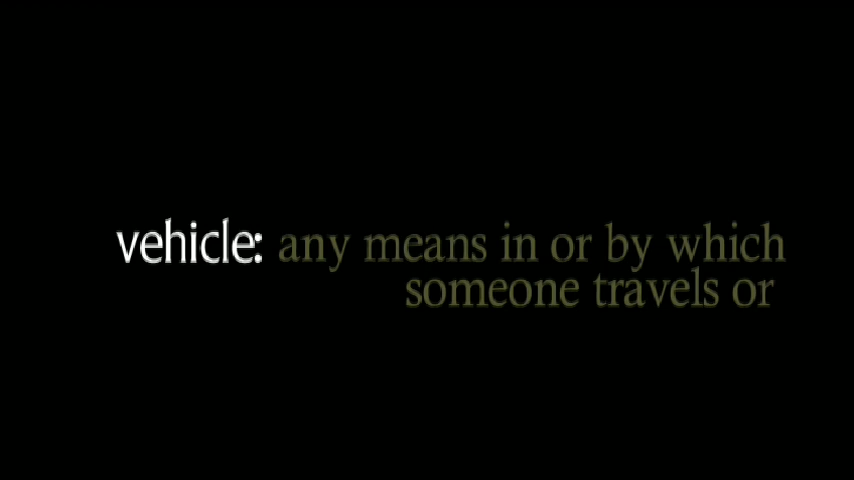 vehicle: any means in or by which
someone travels or